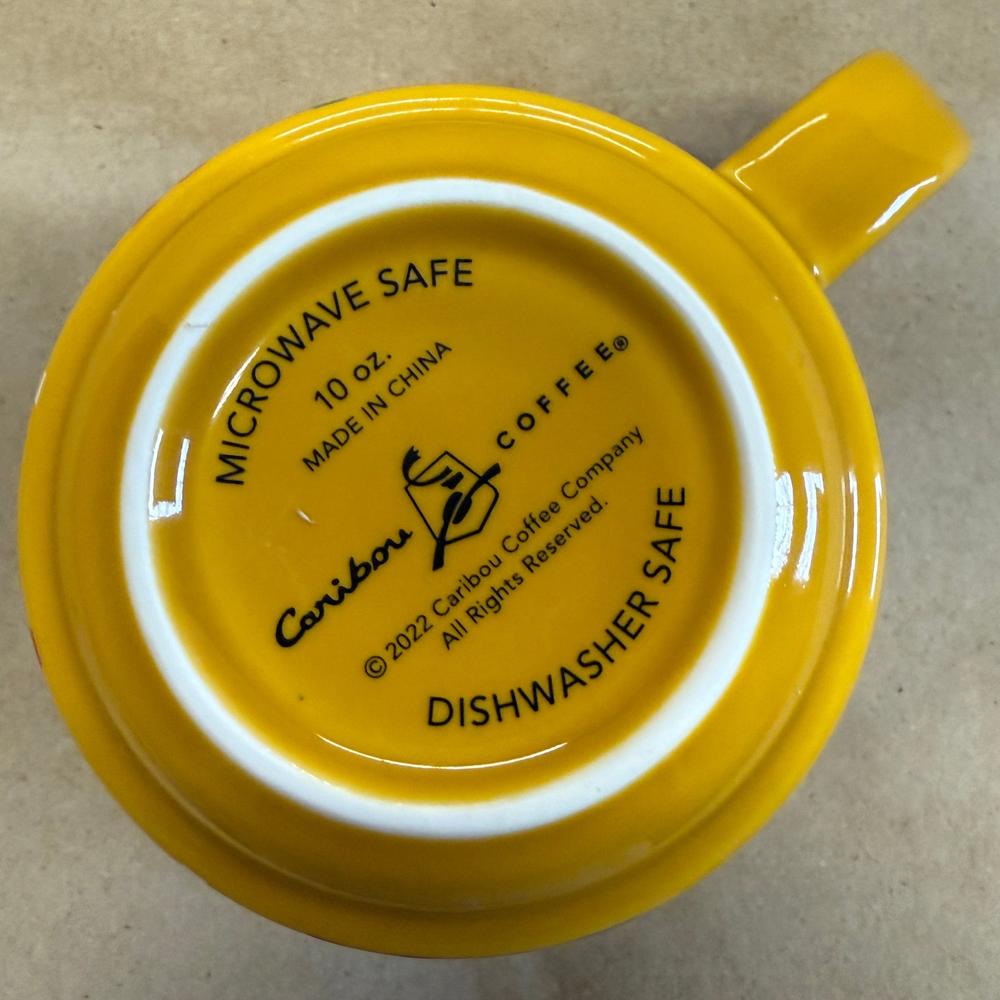 MICROWAVE SAFE
10 oz.
MADE IN CHINA
Caribou COFFEE®
© 2022 Caribou Coffee Company
All Rights Reserved.
DISHWASHER SAFE